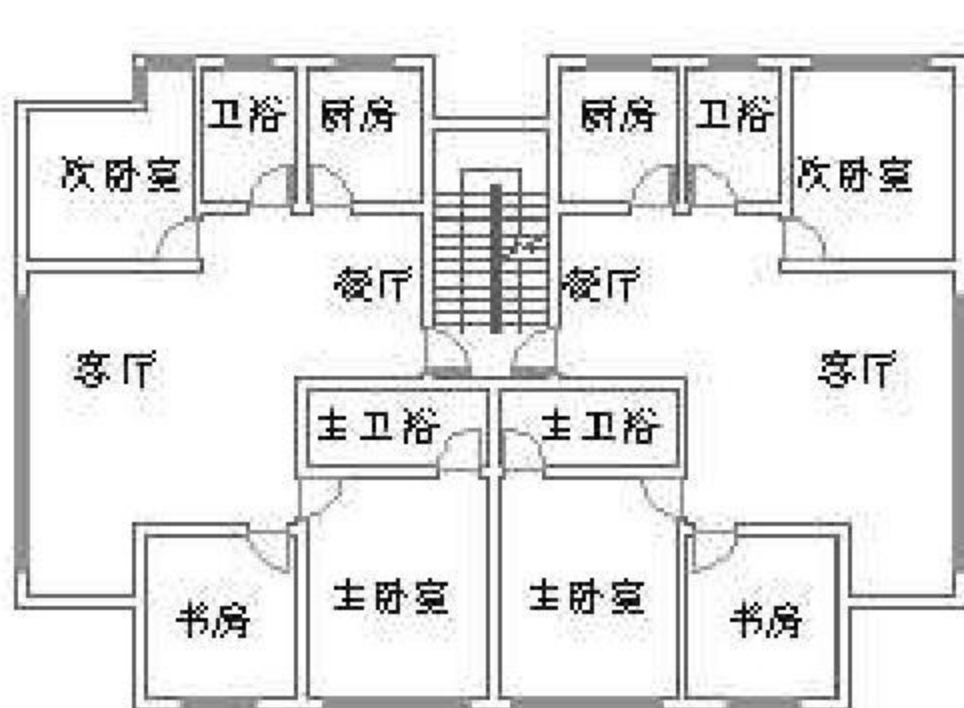 卫浴 厨房 厨房 卫浴
次卧室 次卧室
餐厅 餐厅
客厅 客厅
主卫浴 主卫浴
书房 主卧室 主卧室 书房